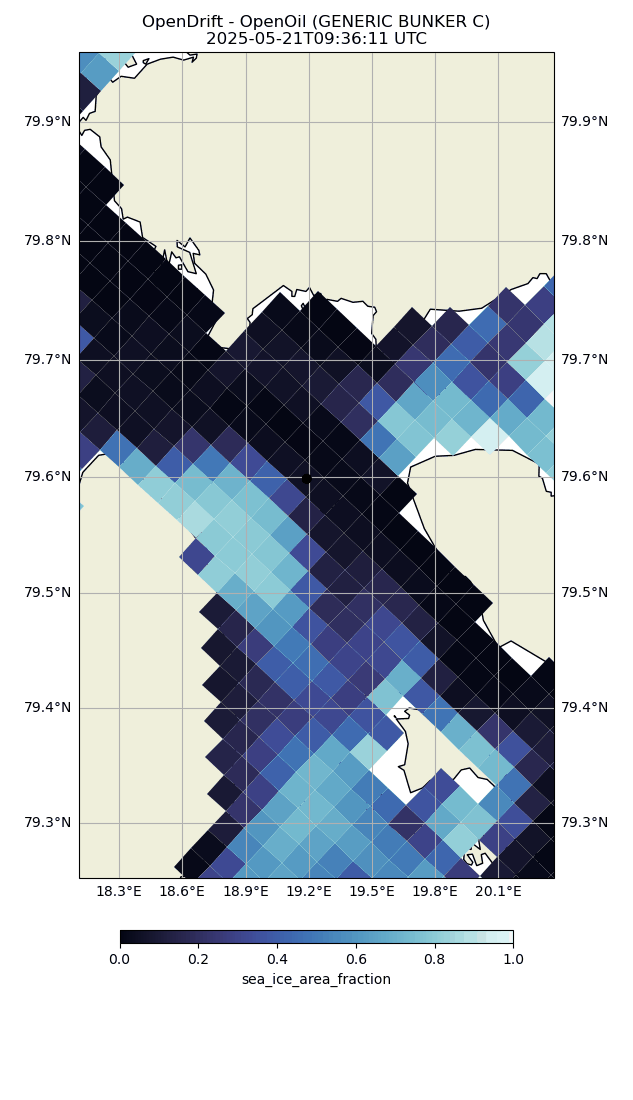 OpenDrift - OpenOil (GENERIC BUNKER C)
2025-05-21T09:36:11 UTC
79.9°N 79.9°N
79.8°N 79.8°N
79.7°N 79.7°N
79.6°N 79.6°N
79.5°N 79.5°N
79.4°N 79.4°N
79.3°N 79.3°N
18.3°E 18.6°E 18.9°E 19.2°E 19.5°E 19.8°E 20.1°E
0.0 0.2 0.4 0.6 0.8 1.0
sea_ice_area_fraction